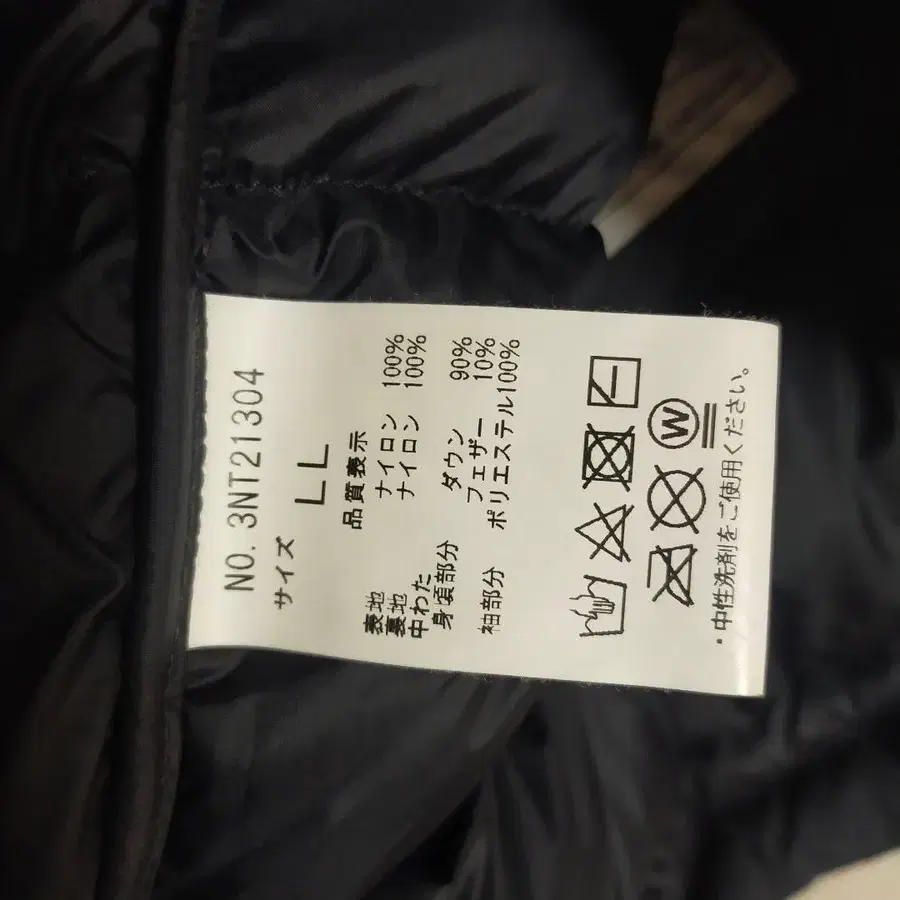 NO. 3NT21304
サイズ
LL
品質表示
表地 ナイロン 100%
裏地 ナイロン 100%
中わた
身頃部分 ダウン 90%
フェザー 10%
袖部分 ポリエステル100%
W
・中性洗剤をご使用ください。